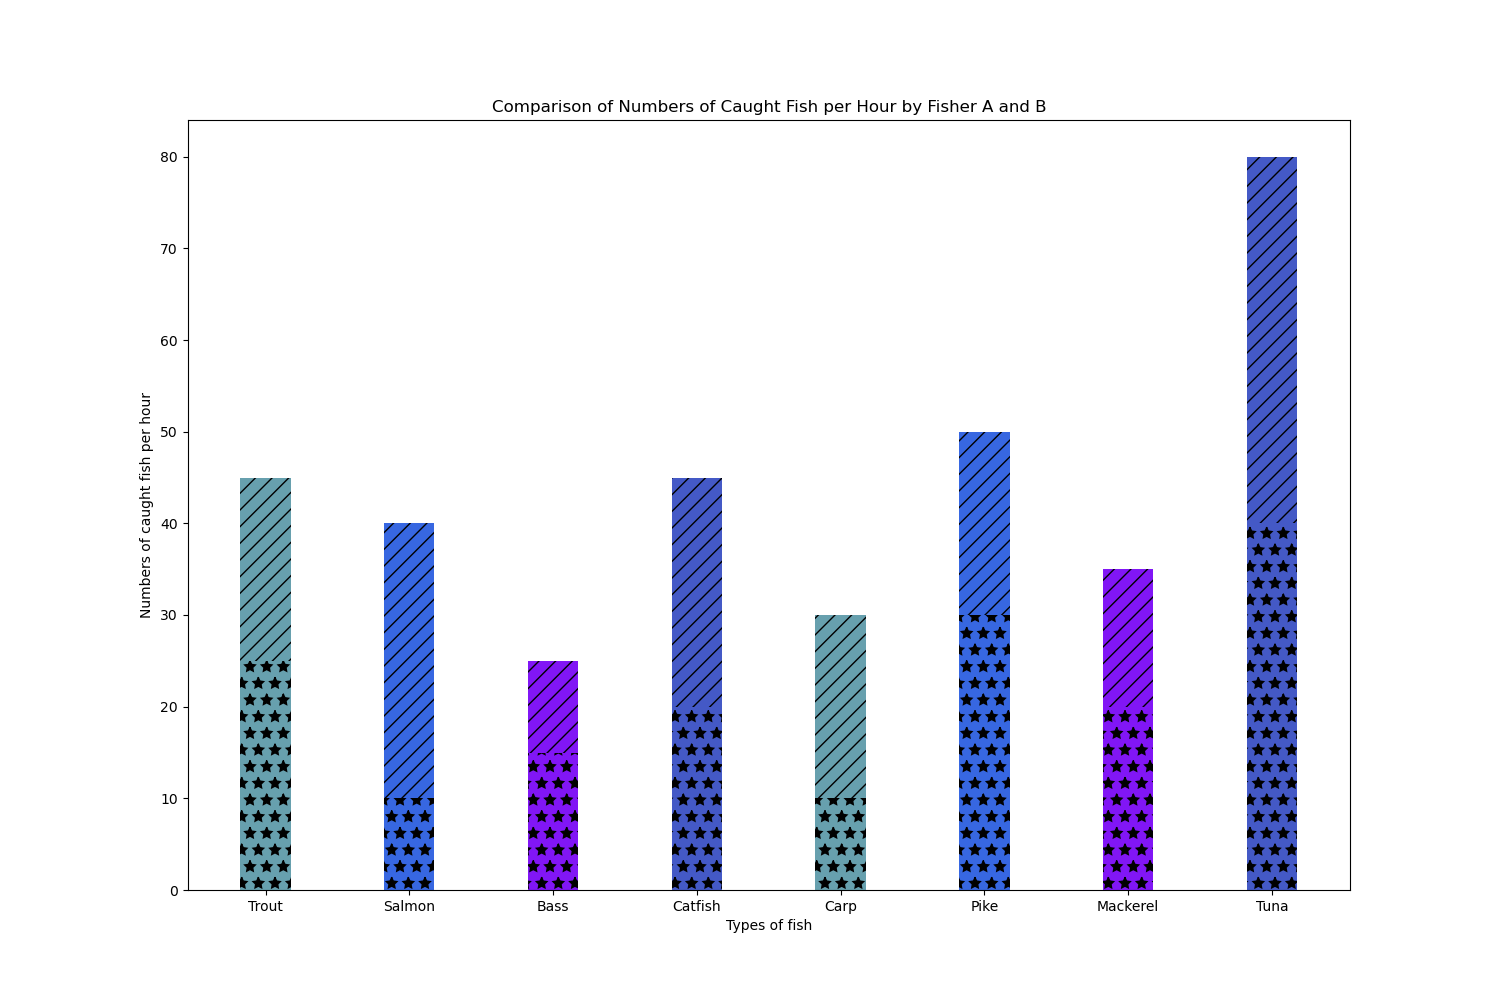 Comparison of Numbers of Caught Fish per Hour by Fisher A and B
80
70
60
50
40
30
20
10
0
Numbers of caught fish per hour
Trout Salmon Bass Catfish Carp Pike Mackerel Tuna
Types of fish